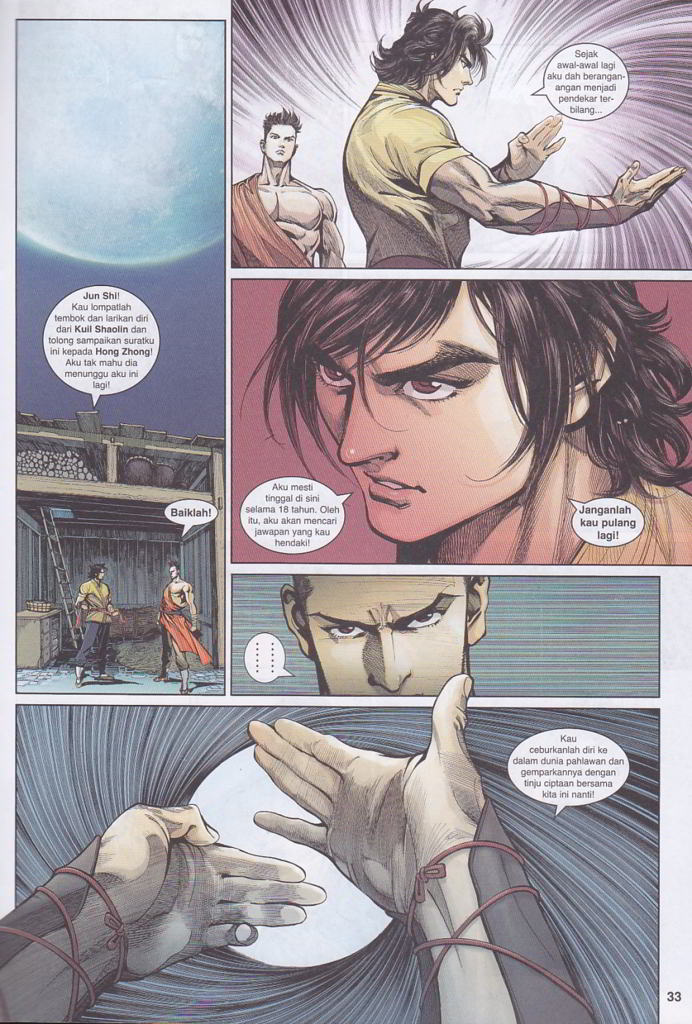 Jun Shi!
Kau lompatlah
tembok dan larikan diri
dari Kuil Shaolin dan
tolong sampaikan suratku
ini kepada Hong Zhong!
Aku tak mahu dia
menunggu aku ini
lagi!
Baiklah!
Sejak
awal-awal lagi
aku dah berangan-
angan menjadi
pendekar ter-
bilang...
Aku mesti
tinggal di sini
selama 18 tahun. Oleh
itu, aku akan mencari
jawapan yang kau
hendaki!
Janganlah
kau pulang
lagi!
Kau
ceburkanlah diri ke
dalam dunia pahlawan dan
gemparkannya dengan
tinju ciptaan bersama
kita ini nanti!
33